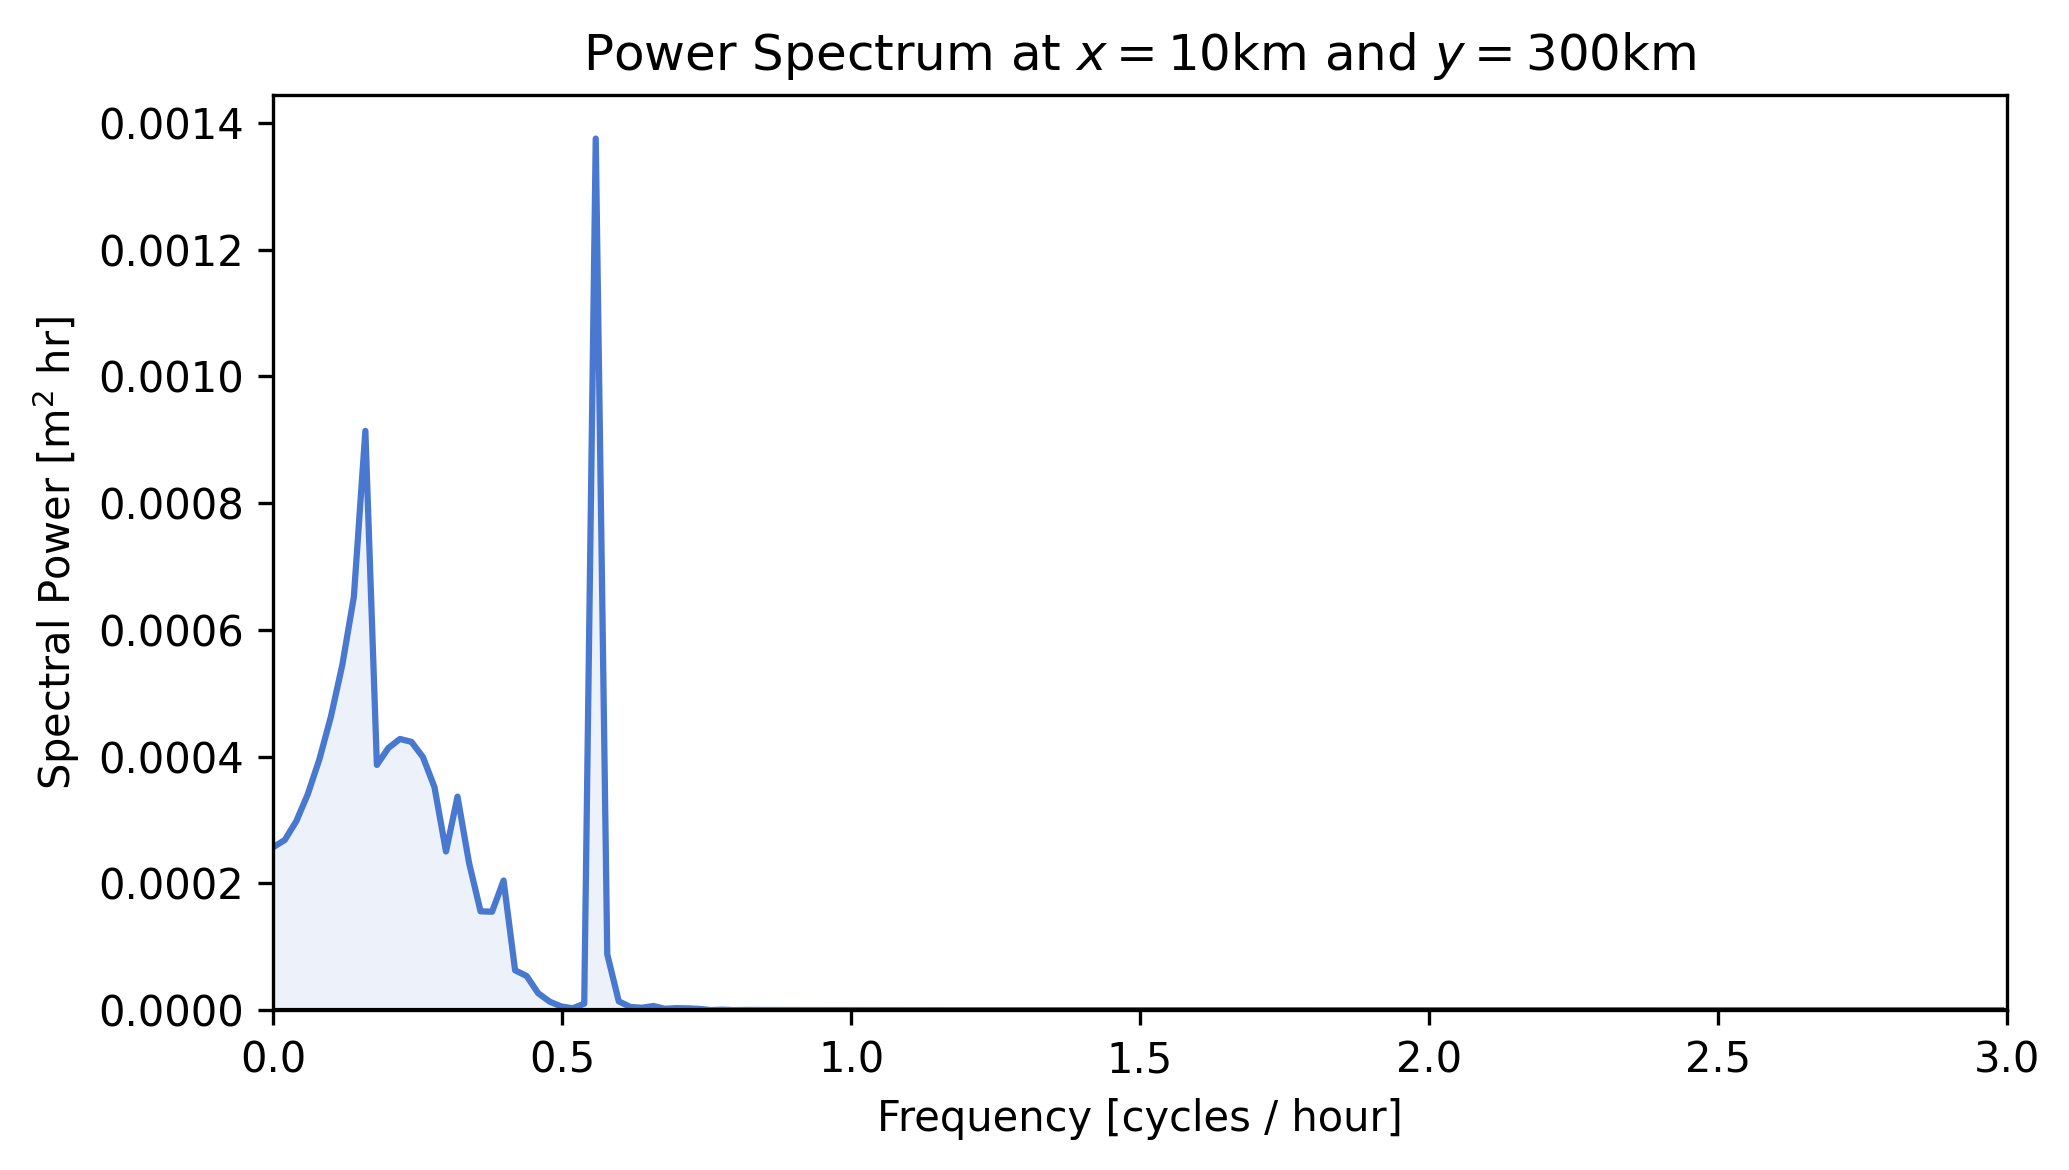 Power Spectrum at x = 10km and y = 300km
Spectral Power [m² hr]
0.0014
0.0012
0.0010
0.0008
0.0006
0.0004
0.0002
0.0000
0.0 0.5 1.0 1.5 2.0 2.5 3.0
Frequency [cycles / hour]